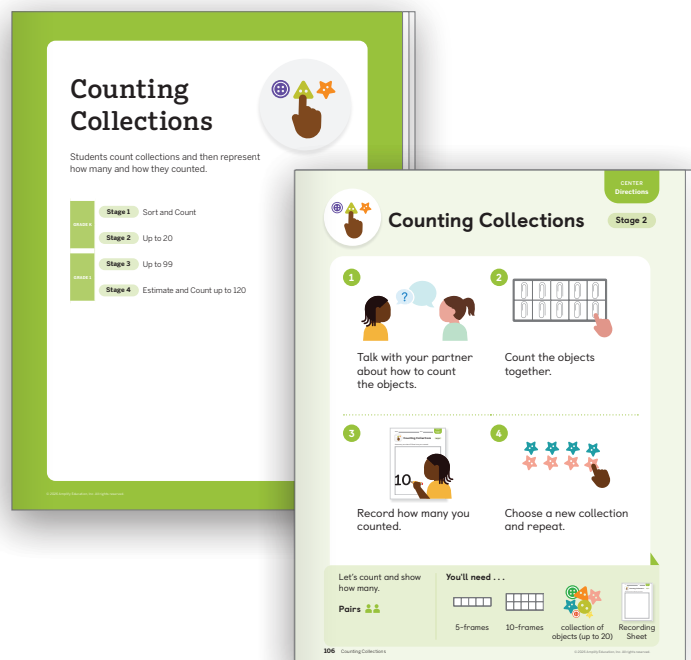 Counting
Collections
Students count collections and then represent
how many and how they counted.
GRADE K
Stage 1 Sort and Count
Stage 2 Up to 20
GRADE 1
Stage 3 Up to 99
Stage 4 Estimate and Count up to 120
CENTER
Directions
Counting Collections
Stage 2
1
?
2
Talk with your partner
about how to count
the objects.
Count the objects
together.
3
Counting Collections
10
4
Record how many you
counted.
Choose a new collection
and repeat.
Let's count and show
how many.
Pairs
You'll need . . .
5-frames
10-frames
collection of
objects (up to 20)
Recording
Sheet
106 Counting Collections